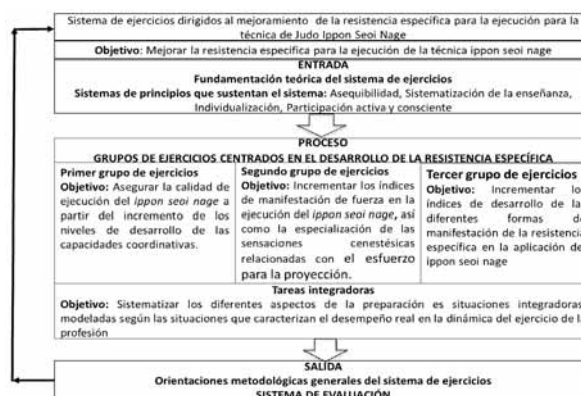 Sistema de ejercicios dirigidos al mejoramiento de la resistencia específica para la ejecución para la
técnica de Judo Ippon Seoi Nage
Objetivo: Mejorar la resistencia especifica para la ejecución de la técnica ippon seoi nage
ENTRADA
Fundamentación teórica del sistema de ejercicios
Sistemas de principios que sustentan el sistema: Asequibilidad, Sistematización de la enseñanza,
Individualización, Participación activa y consciente
PROCESO
GRUPOS DE EJERCICIOS CENTRADOS EN EL DESARROLLO DE LA RESISTENCIA ESPECÍFICA
Primer grupo de ejercicios
Objetivo: Asegurar la calidad de
ejecución del ippon seoi nage a
partir del incremento de los
niveles de desarrollo de las
capacidades coordinativas.
Segundo grupo de ejercicios
Objetivo: Incrementar los índices
de manifestación de fuerza en la
ejecución del ippon seoi nage, así
como la especialización de las
sensaciones cenestésicas
relacionadas con el esfuerzo
para la proyección.
Tercer grupo de ejercicios
Objetivo: Incrementar lo
índices de desarrollo de la
diferentes formas de
manifestación de la resistencia
específica en la aplicación de
ippon seoi nage
Tareas integradoras
Objetivo: Sistematizar los diferentes aspectos de la preparación es situaciones integradoras
modeladas según las situaciones que caracterizan el desempeño real en la dinámica del ejercicio de la
profesión
SALIDA
Orientaciones metodológicas generales del sistema de ejercicios
SISTEMA DE EVALUACIÓN